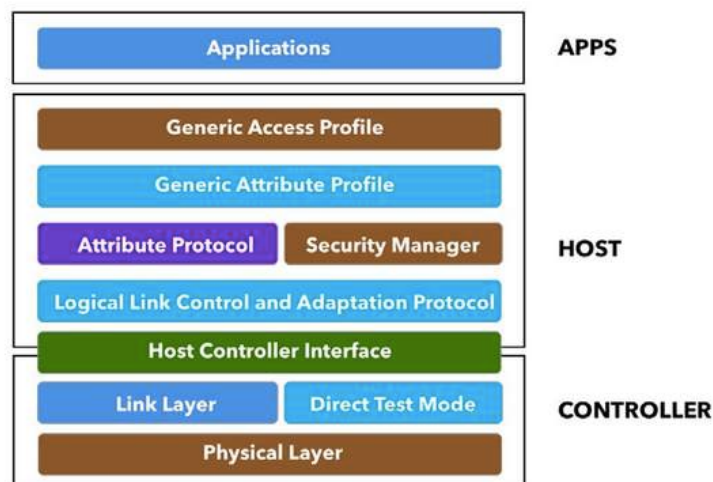 Applications
APPS
Generic Access Profile
Generic Attribute Profile
Attribute Protocol
Security Manager
HOST
Logical Link Control and Adaptation Protocol
Host Controller Interface
Link Layer
Direct Test Mode
CONTROLLER
Physical Layer